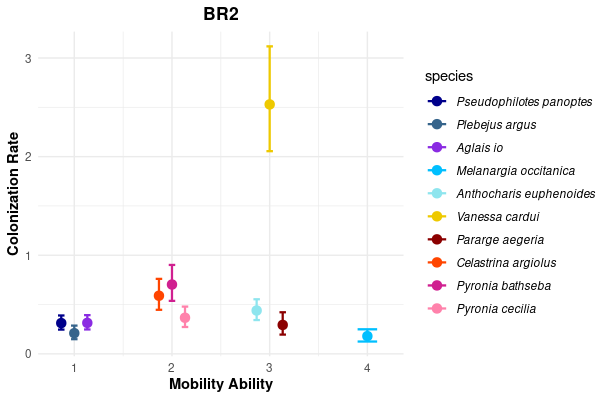 BR2
Colonization Rate
3
2
1
0
1
2
3
4
Mobility Ability
species
Pseudophilotes panoptes
Plebejus argus
Aglais io
Melanargia occitanica
Anthocharis euphenoides
Vanessa cardui
Pararge aegeria
Celastrina argiolus
Pyronia bathseba
Pyronia cecilia